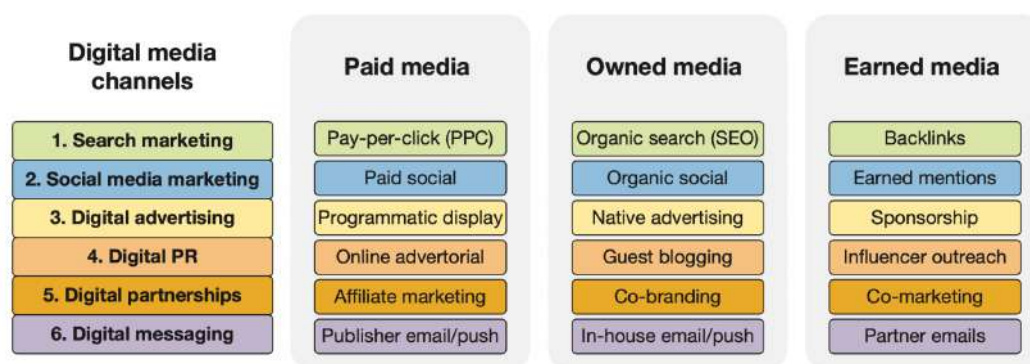 Digital media
channels
Paid media
Owned media
Earned media
1. Search marketing
Pay-per-click (PPC)
Organic search (SEO)
Backlinks
2. Social media marketing
Paid social
Organic social
Earned mentions
3. Digital advertising
Programmatic display
Native advertising
Sponsorship
4. Digital PR
Online advertorial
Guest blogging
Influencer outreach
5. Digital partnerships
Affiliate marketing
Co-branding
Co-marketing
6. Digital messaging
Publisher email/push
In-house email/push
Partner emails